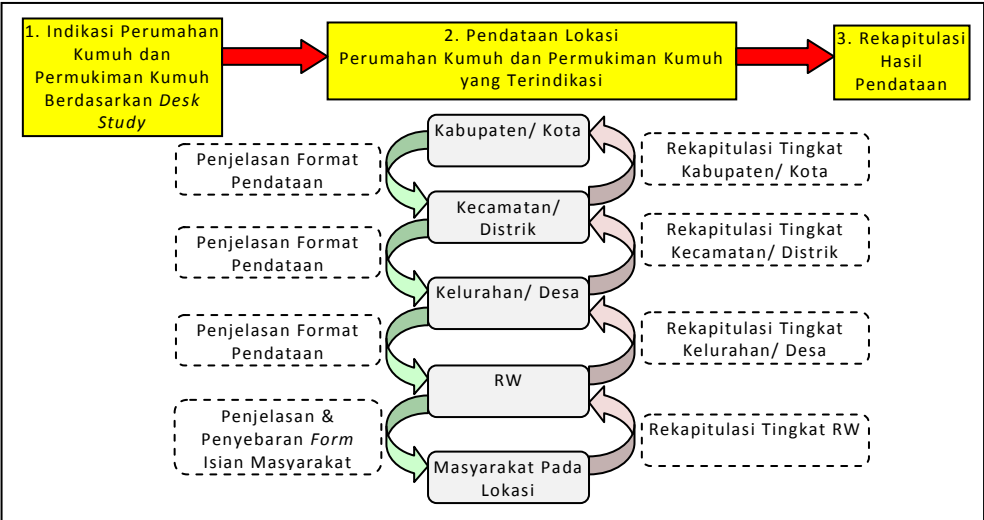 1. Indikasi Perumahan
Kumuh dan
Permukiman Kumuh
Berdasarkan Desk
Study
2. Pendataan Lokasi
Perumahan Kumuh dan Permukiman Kumuh
yang Terindikasi
3. Rekapitulasi
Hasil
Pendataan
Kabupaten/ Kota
Penjelasan Format
Pendataan
Rekapitulasi Tingkat
Kabupaten/ Kota
Kecamatan/
Distrik
Penjelasan Format
Pendataan
Rekapitulasi Tingkat
Kecamatan/ Distrik
Kelurahan/ Desa
Penjelasan Format
Pendataan
Rekapitulasi Tingkat
Kelurahan/ Desa
RW
Penjelasan &
Penyebaran Form
Isian Masyarakat
Rekapitulasi Tingkat RW
Masyarakat Pada
Lokasi